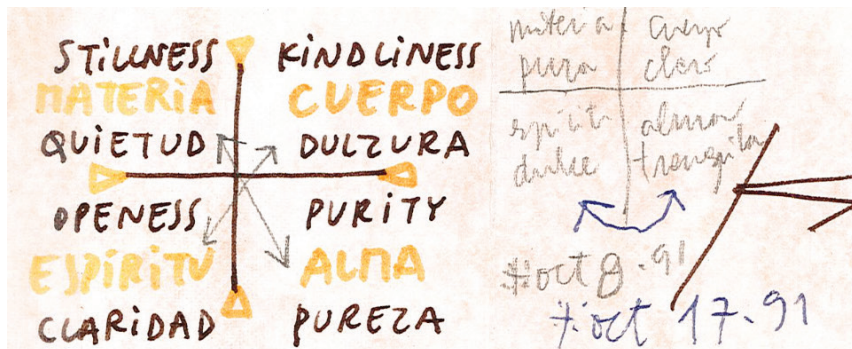 STILLNESS
MATERIA
QUIETUD
KINDLINESS
CUERPO
DULZURA
OPENESS
ESPIRITU
CLARIDAD
PURITY
ALMA
PUREZA
materia
pura
cuerpo
claro
dulce
alma
tranquila
oct 8.91
oct 17.91